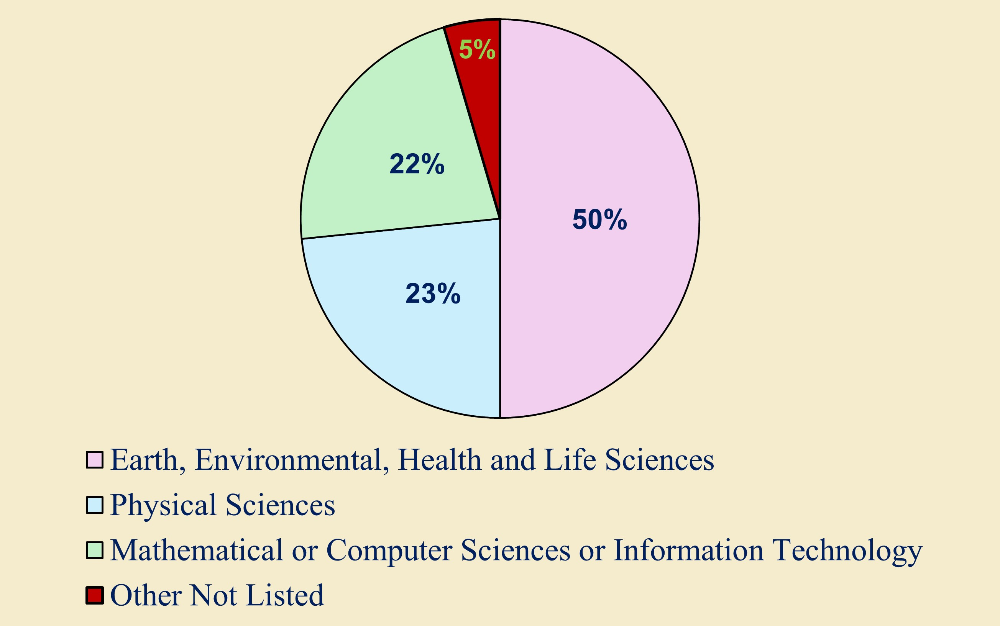 5%
22%
50%
23%
Earth, Environmental, Health and Life Sciences
Physical Sciences
Mathematical or Computer Sciences or Information Technology
Other Not Listed